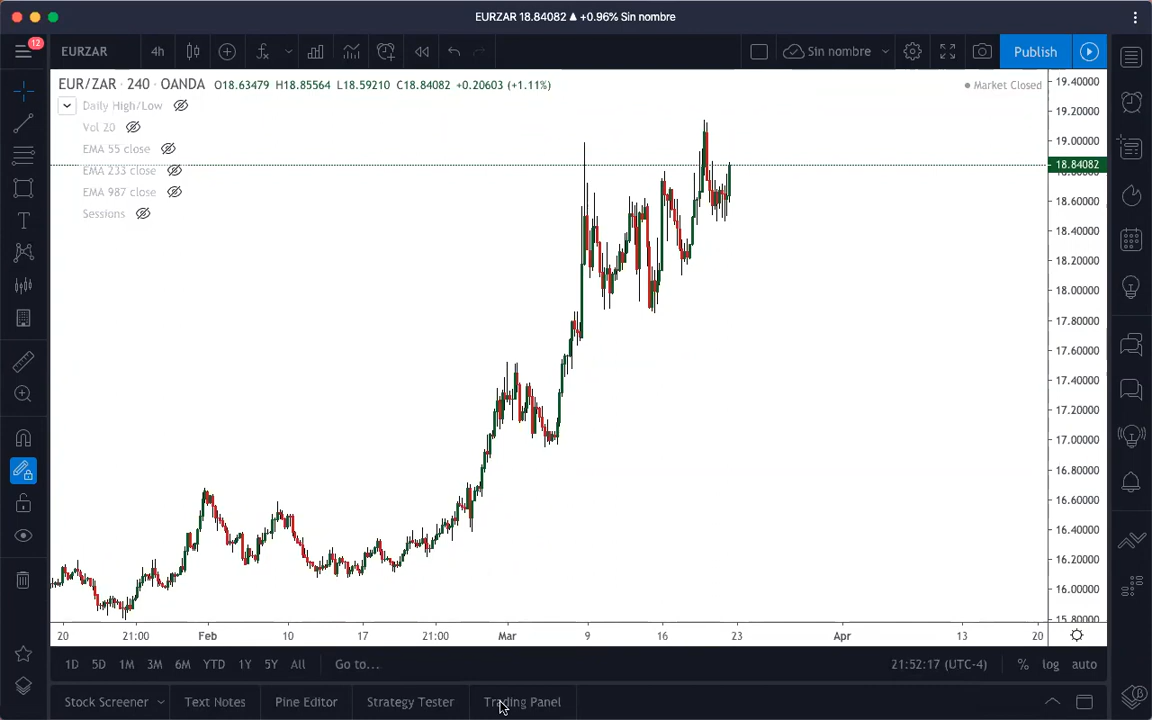 EURZAR 18.84082 ▲ +0.96% Sin nombre
12
EURZAR 4h Sin nombre Publish
EUR/ZAR · 240 · OANDA O18.63479 H18.85564 L18.59210 C18.84082 +0.20603 (+1.11%)
Market Closed
Daily High/Low
Vol 20
EMA 55 close
EMA 233 close
EMA 987 close
Sessions
19.40000
19.20000
19.00000
18.84082
18.80000
18.60000
18.40000
18.20000
18.00000
17.80000
17.60000
17.40000
17.20000
17.00000
16.80000
16.60000
16.40000
16.20000
16.00000
15.80000
20 21:00 Feb 10 17 21:00 Mar 9 16 23 Apr 13 20
1D 5D 1M 3M 6M YTD 1Y 5Y All Go to... 21:52:17 (UTC-4) % log auto
Stock Screener Text Notes Pine Editor Strategy Tester Trading Panel